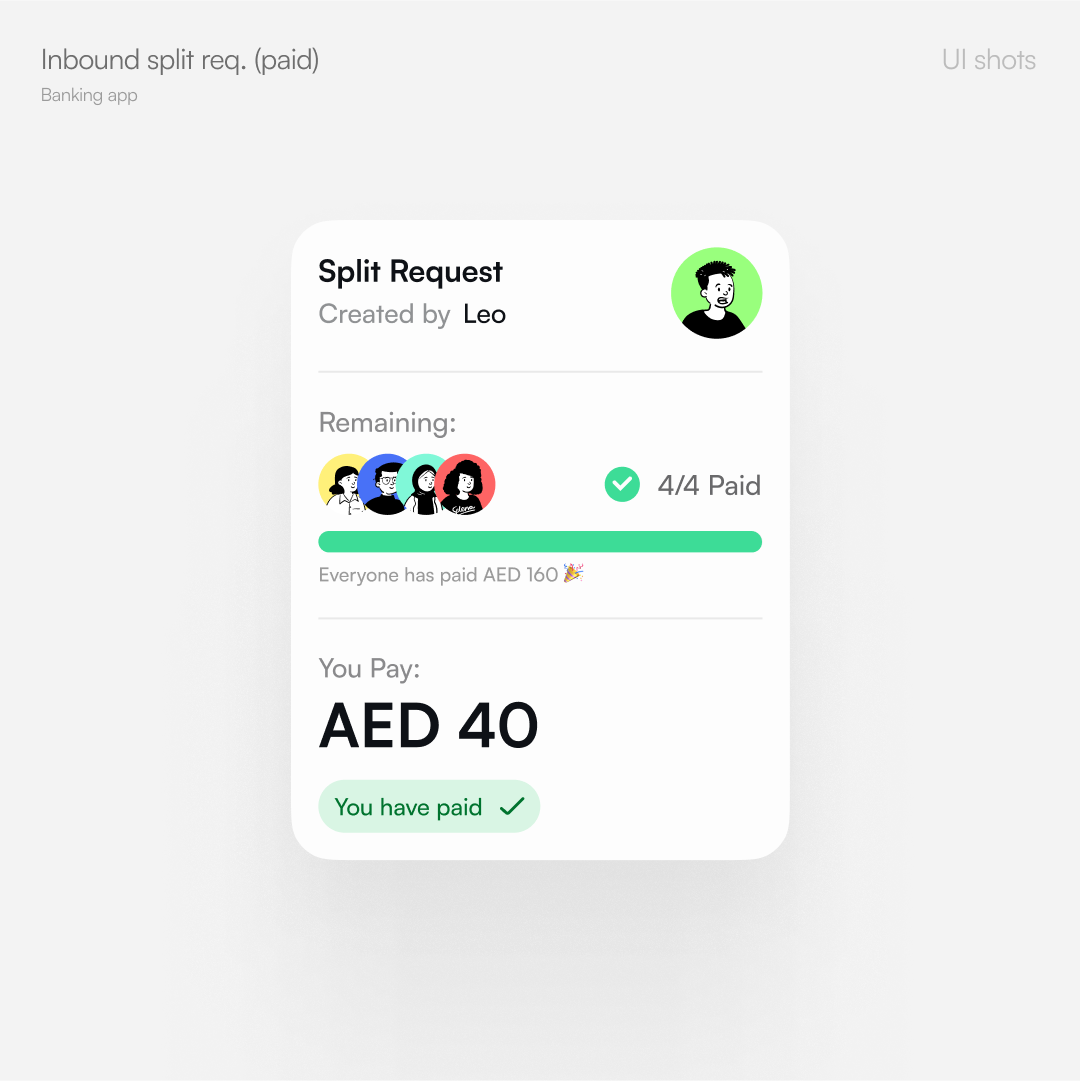 Inbound split req. (paid)
UI shots
Banking app
Split Request
Created by Leo
Remaining:
Glene
4/4 Paid
Everyone has paid AED 160 🎉
You Pay:
AED 40
You have paid